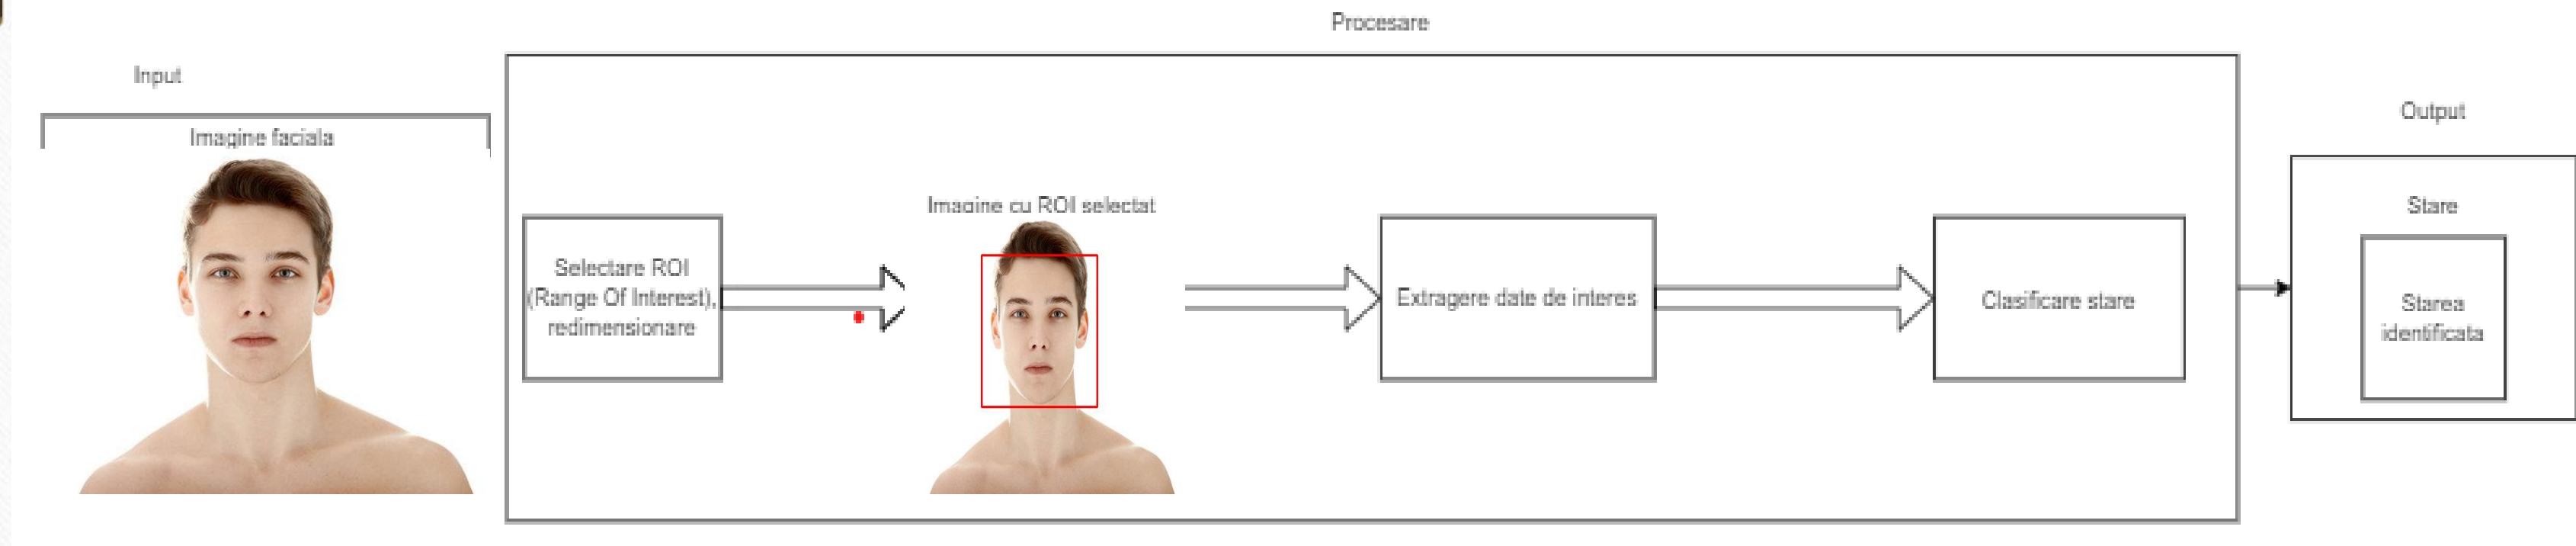 Procesare
Input
Imagine faciala
Selectare ROI
(Range Of Interest),
redimensionare
Imagine cu ROI selectat
Extragere date de interes
Clasificare stare
Output
Stare
Starea
identificata